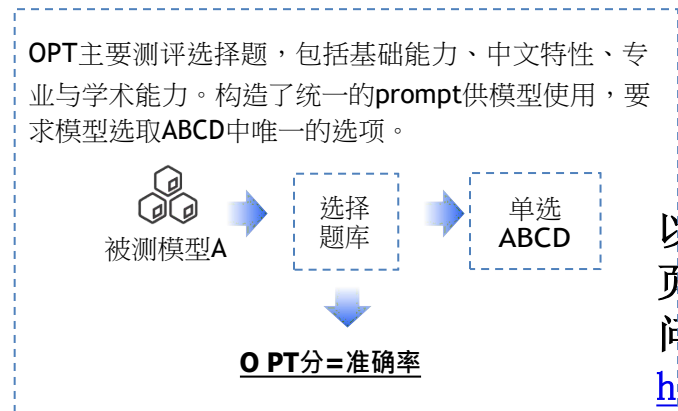 OPT主要测评选择题，包括基础能力、中文特性、专
业与学术能力。构造了统一的prompt供模型使用，要
求模型选取ABCD中唯一的选项。
被测模型A
选择
题库
单选
ABCD
O PT分=准确率
h